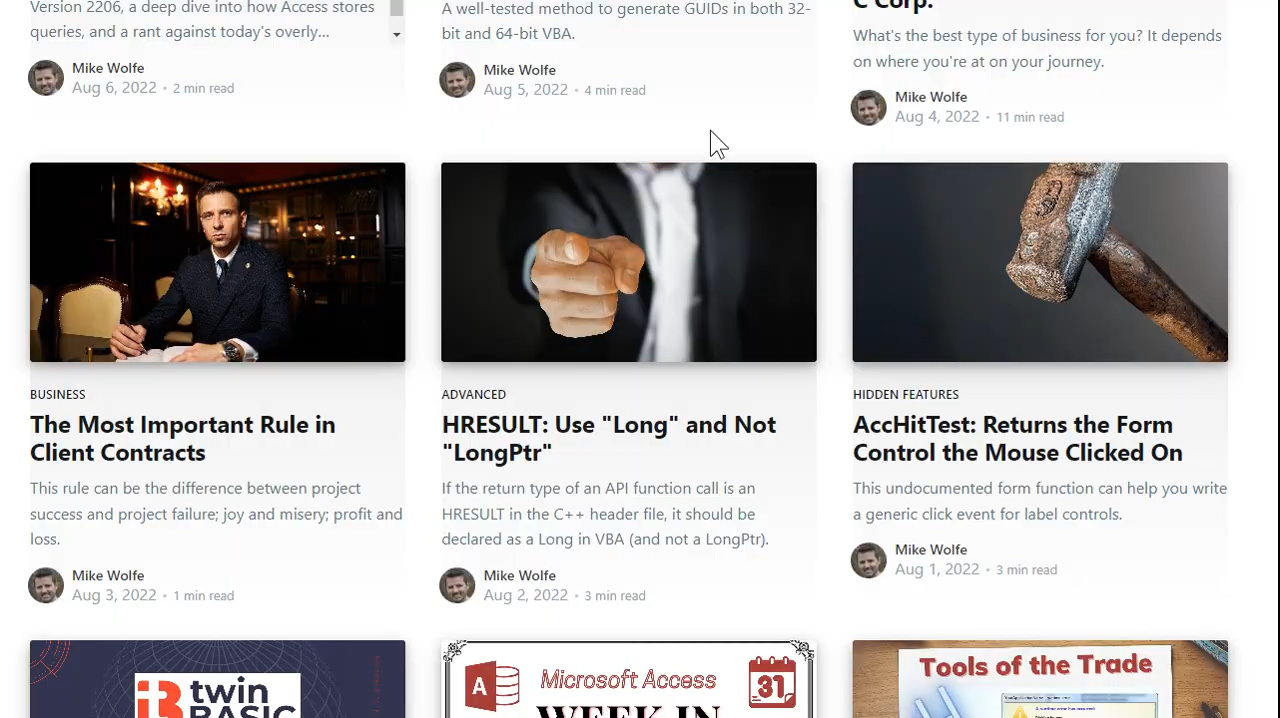 Version 2206, a deep dive into how Access stores
queries, and a rant against today's overly...
Mike Wolfe
Aug 6, 2022 • 2 min read
A well-tested method to generate GUIDs in both 32-
bit and 64-bit VBA.
Mike Wolfe
Aug 5, 2022 • 4 min read
C Corp.
What's the best type of business for you? It depends
on where you're at on your journey.
Mike Wolfe
Aug 4, 2022 • 11 min read
BUSINESS
The Most Important Rule in
Client Contracts
This rule can be the difference between project
success and project failure; joy and misery; profit and
loss.
Mike Wolfe
Aug 3, 2022 • 1 min read
ADVANCED
HRESULT: Use "Long" and Not
"LongPtr"
If the return type of an API function call is an
HRESULT in the C++ header file, it should be
declared as a Long in VBA (and not a LongPtr).
Mike Wolfe
Aug 2, 2022 • 3 min read
HIDDEN FEATURES
AccHitTest: Returns the Form
Control the Mouse Clicked On
This undocumented form function can help you write
a generic click event for label controls.
Mike Wolfe
Aug 1, 2022 • 3 min read
twin
BASIC
A
Microsoft Access
31
WEEK IN
Tools of the Trade